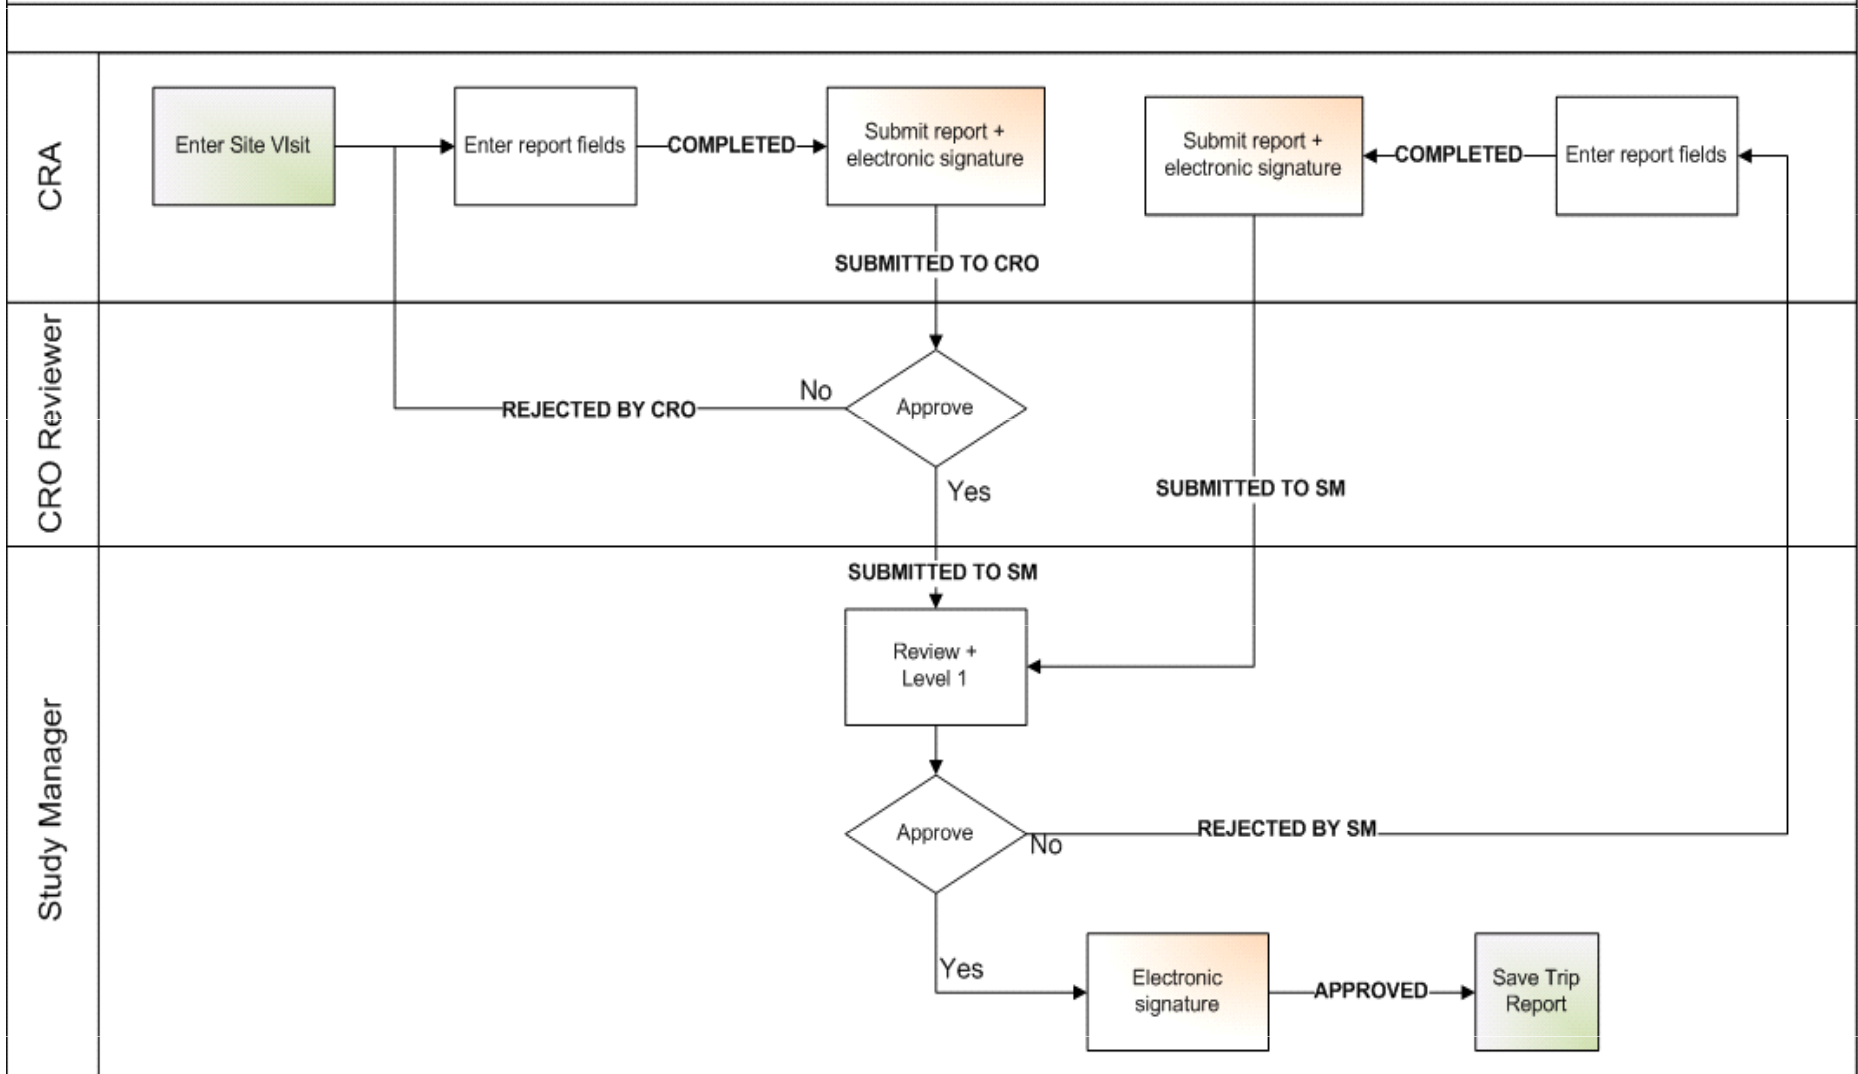 CRA
Enter Site VIsit
Enter report fields
COMPLETED
Submit report +
electronic signature
Submit report +
electronic signature
COMPLETED
Enter report fields
SUBMITTED TO CRO
CRO Reviewer
No
REJECTED BY CRO
Approve
Yes
SUBMITTED TO SM
Study Manager
SUBMITTED TO SM
Review +
Level 1
Approve
No
REJECTED BY SM
Yes
Electronic
signature
APPROVED
Save Trip
Report